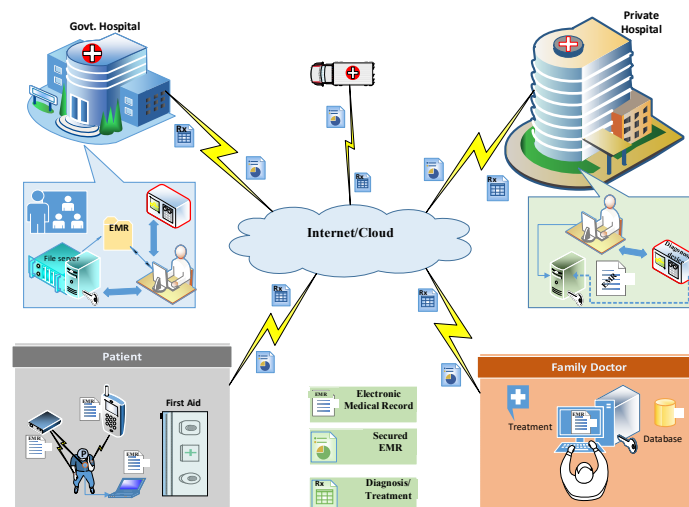 Govt. Hospital
Private
Hospital
Rx
Rx
Rx
EMR
File server
Internet/Cloud
EMR
Rx
Rx
Patient
First Aid
EMR
EMR
EMR
P
EMR
Electronic
Medical Record
Secured
EMR
Rx
Diagnosis/
Treatment
Family Doctor
Treatment
EMR
Database